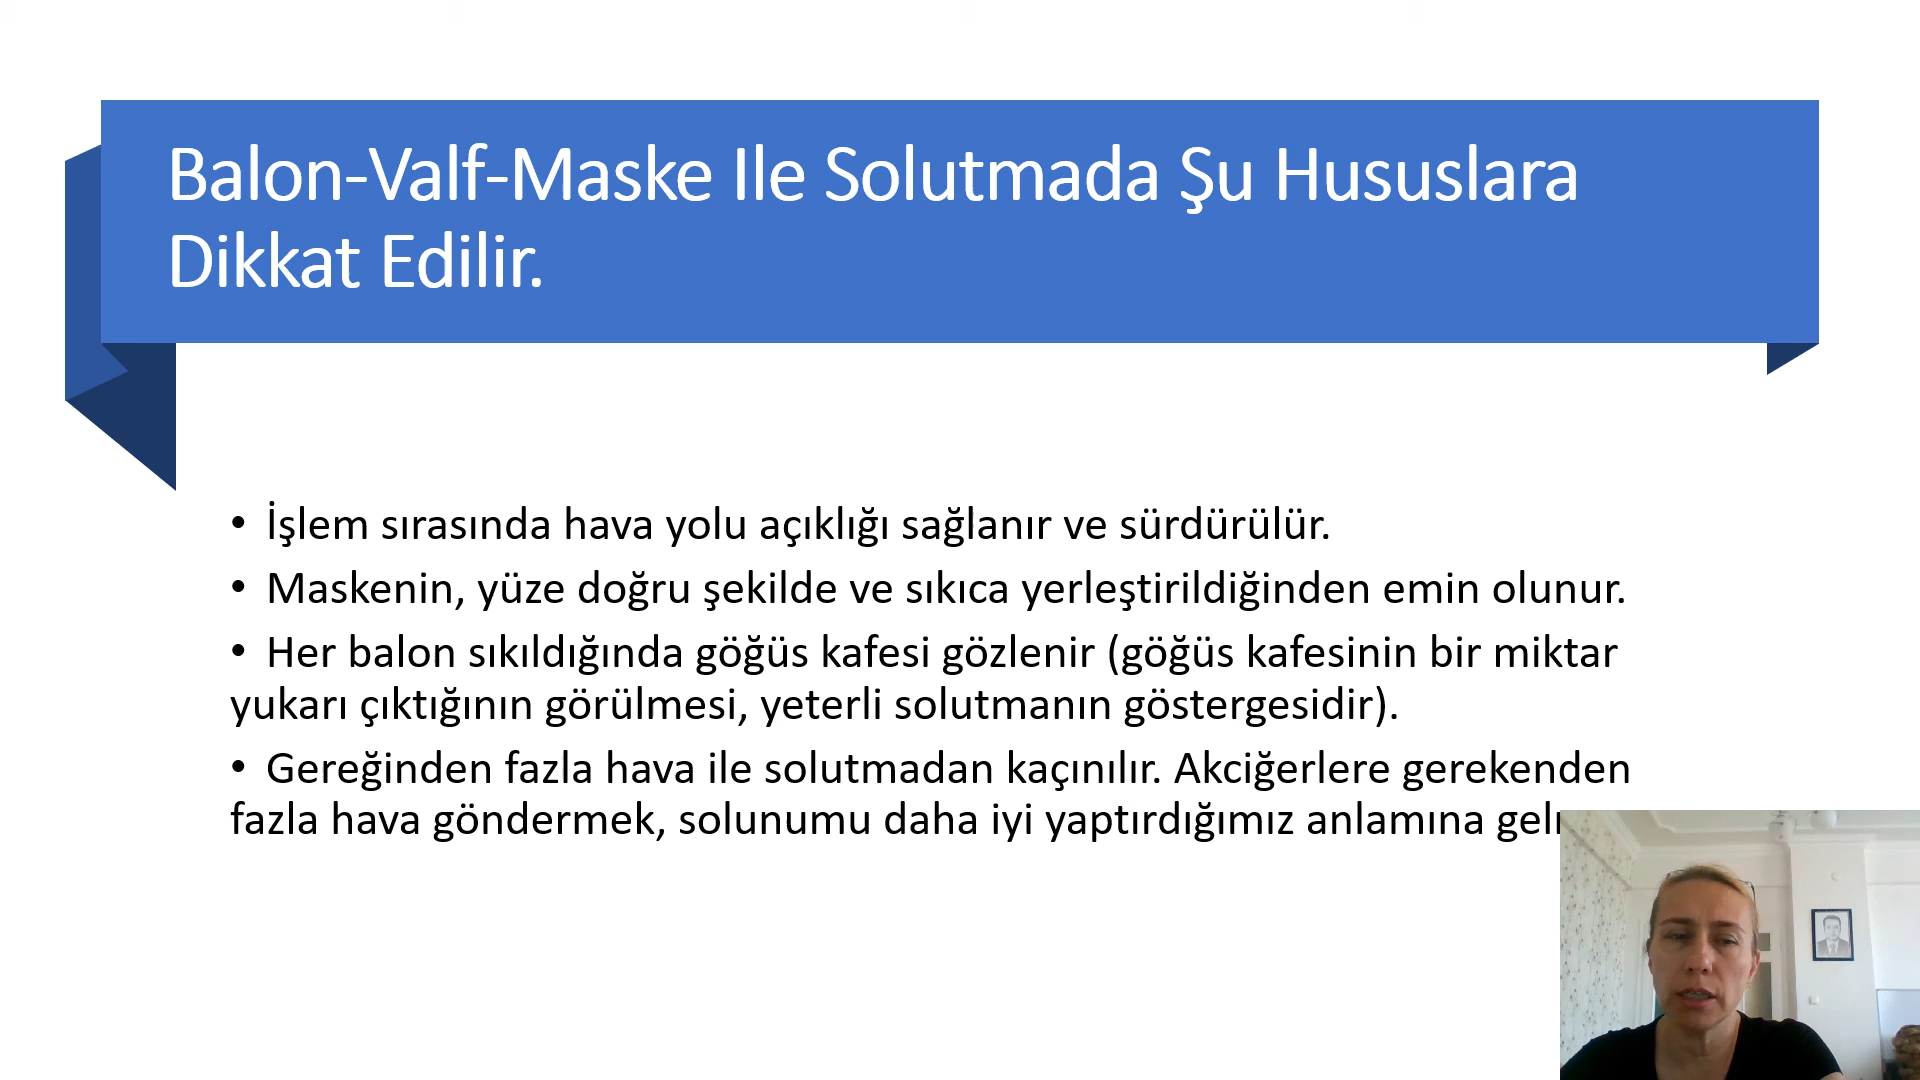 Balon-Valf-Maske Ile Solutmada Şu Hususlara
Dikkat Edilir.
• İşlem sırasında hava yolu açıklığı sağlanır ve sürdürülür.
• Maskenin, yüze doğru şekilde ve sıkıca yerleştirildiğinden emin olunur.
• Her balon sıkıldığında göğüs kafesi gözlenir (göğüs kafesinin bir miktar
yukarı çıktığının görülmesi, yeterli solutmanın göstergesidir).
• Gereğinden fazla hava ile solutmadan kaçınılır. Akciğerlere gerekenden
fazla hava göndermek, solunumu daha iyi yaptırdığımız anlamına